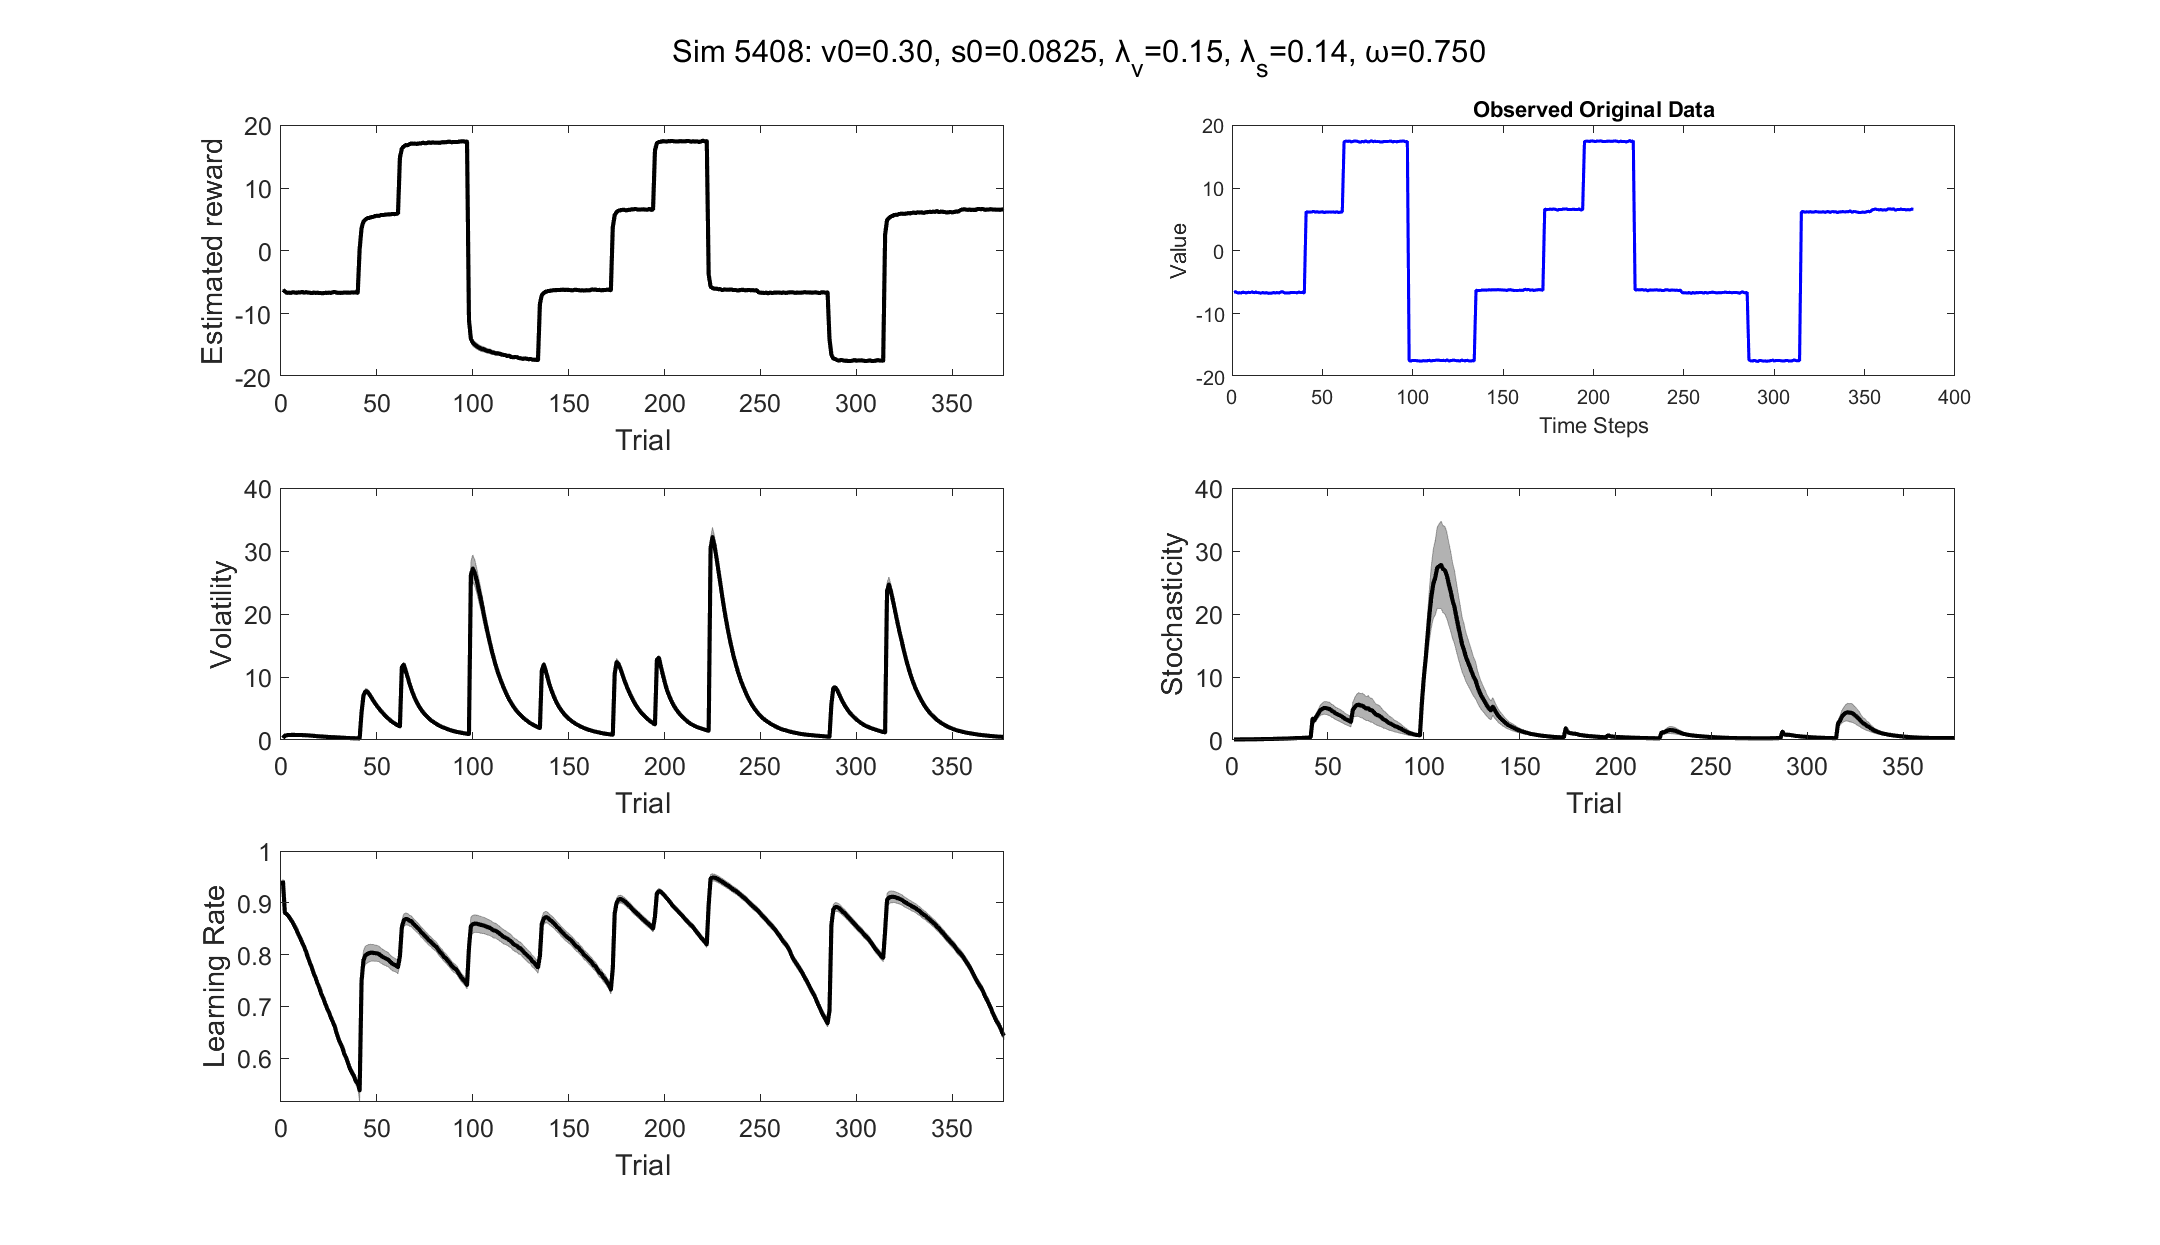 Sim 5408: v0=0.30, s0=0.0825, λ_v=0.15, λ_s=0.14, ω=0.750
Estimated reward
20
10
0
-10
-20
0 50 100 150 200 250 300 350
Trial
Observed Original Data
Value
20
10
0
-10
-20
0 50 100 150 200 250 300 350 400
Time Steps
Volatility
40
30
20
10
0
0 50 100 150 200 250 300 350
Trial
Stochasticity
40
30
20
10
0
0 50 100 150 200 250 300 350
Trial
Learning Rate
1
0.9
0.8
0.7
0.6
0 50 100 150 200 250 300 350
Trial